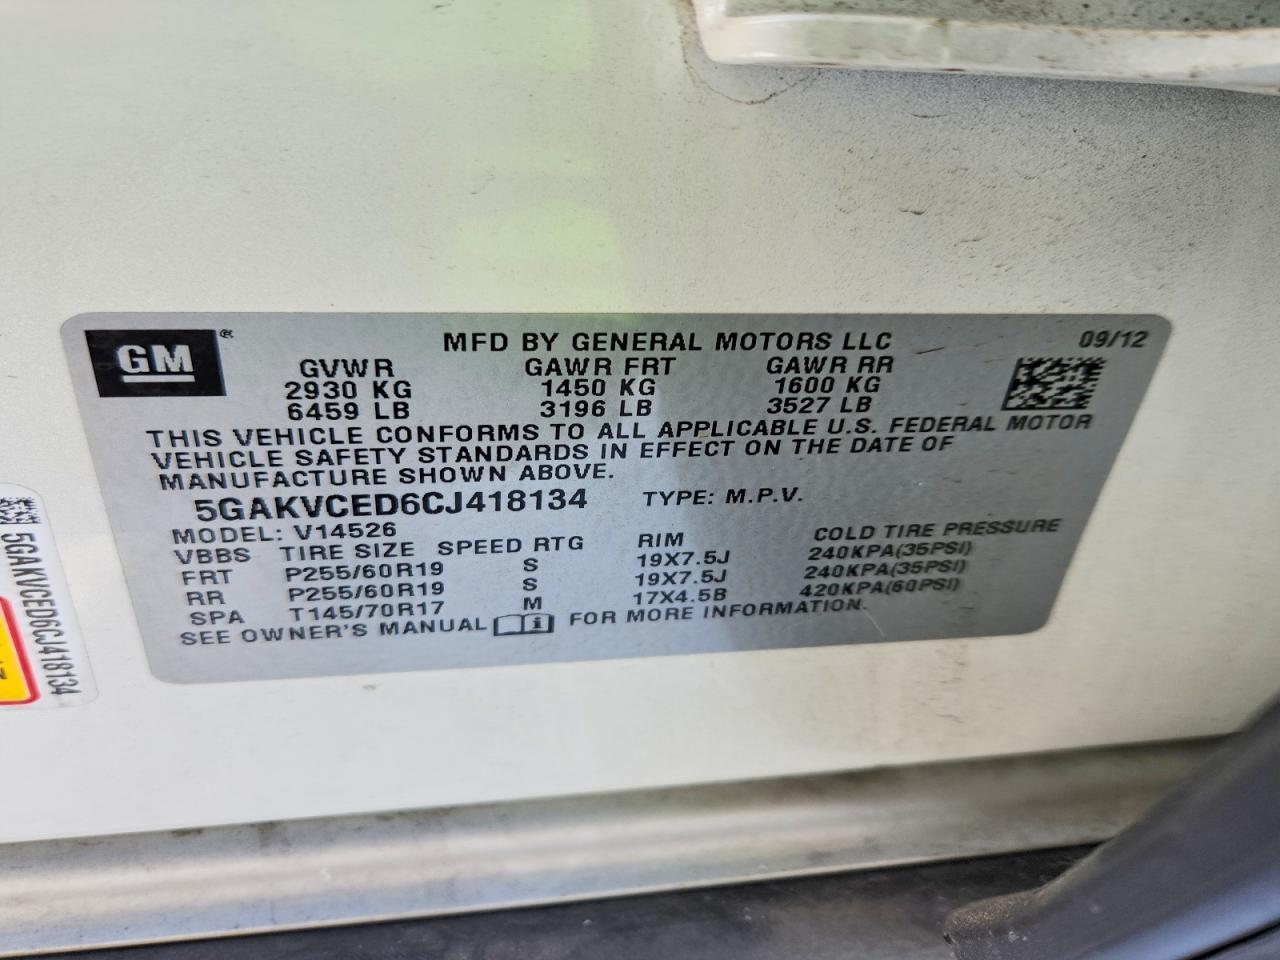 GM®
MFD BY GENERAL MOTORS LLC 09/12
GVWR GAWR FRT GAWR RR
2930 KG 1450 KG 1600 KG
6459 LB 3196 LB 3527 LB
THIS VEHICLE CONFORMS TO ALL APPLICABLE U.S. FEDERAL MOTOR
VEHICLE SAFETY STANDARDS IN EFFECT ON THE DATE OF
MANUFACTURE SHOWN ABOVE.
5GAKVCED6CJ418134 TYPE: M.P.V.
MODEL: V14526
VBBS TIRE SIZE SPEED RTG RIM COLD TIRE PRESSURE
FRT P255/60R19 S 19X7.5J 240KPA(35PSI)
RR P255/60R19 S 19X7.5J 240KPA(35PSI)
SPA T145/70R17 M 17X4.5B 420KPA(60PSI)
SEE OWNER'S MANUAL i FOR MORE INFORMATION.
5GAKVCED6CJ418134